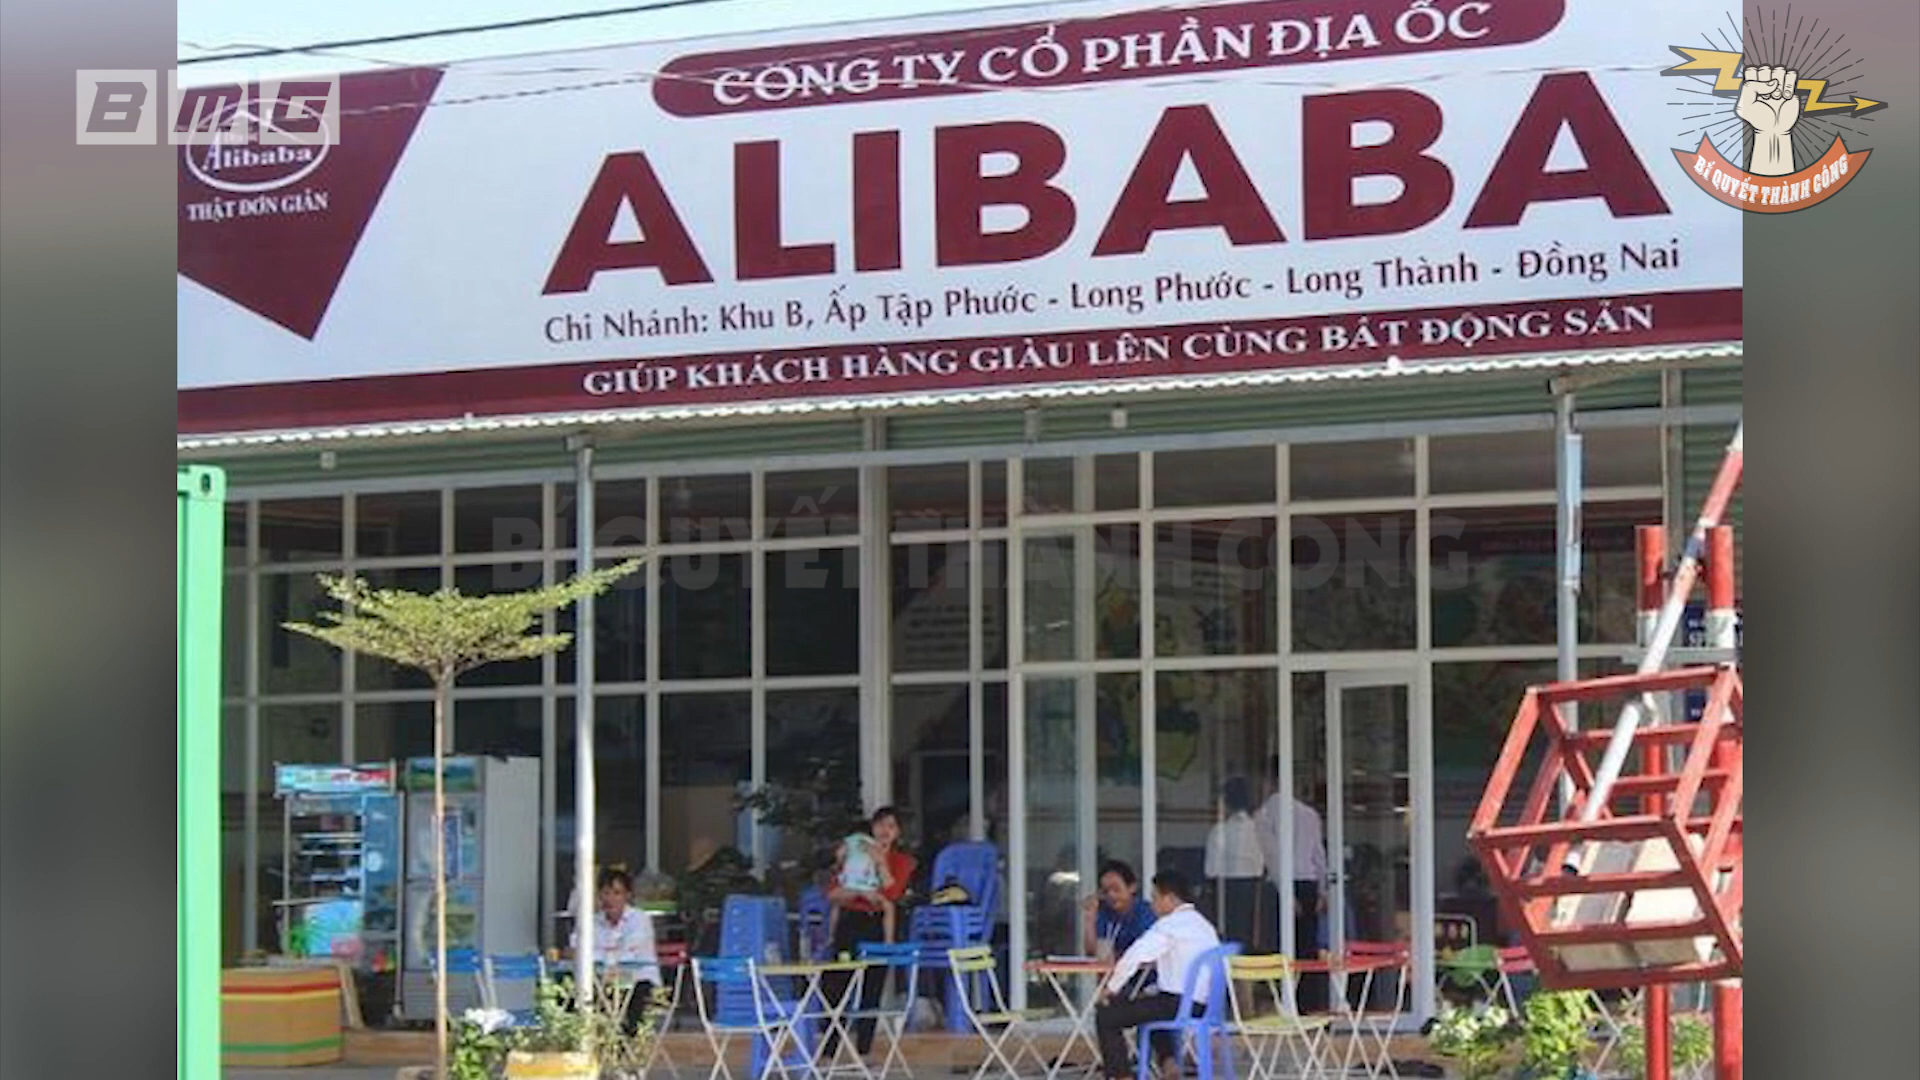 CÔNG TY CỔ PHẦN ĐỊA ỐC
ALIBABA
Chi Nhánh: Khu B, Ấp Tập Phước - Long Phước - Long Thành - Đồng Nai
GIÚP KHÁCH HÀNG GIÀU LÊN CÙNG BẤT ĐỘNG SẢN
BMG
Alibaba
THẬT ĐƠN GIẢN
BÍ QUYẾT THÀNH CÔNG
BÍ QUYẾT THÀNH CÔNG